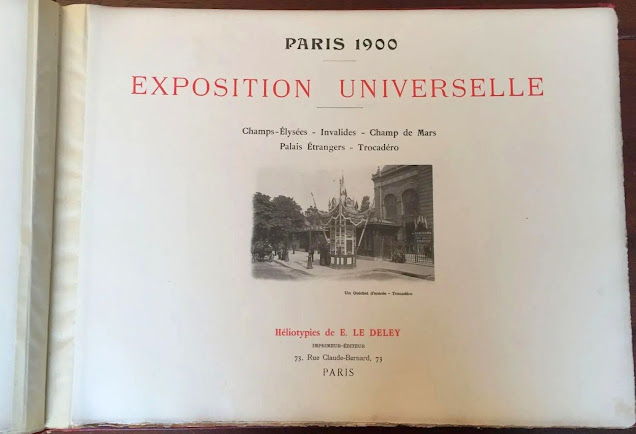 PARIS 1900
EXPOSITION UNIVERSELLE
Champs-Élysées - Invalides - Champ de Mars
Palais Étrangers - Trocadéro
Un Guichet d'entrée - Trocadéro
Héliotypies de E. LE DELEY
IMPRIMEUR-ÉDITEUR
73, Rue Claude-Bernard, 73
PARIS